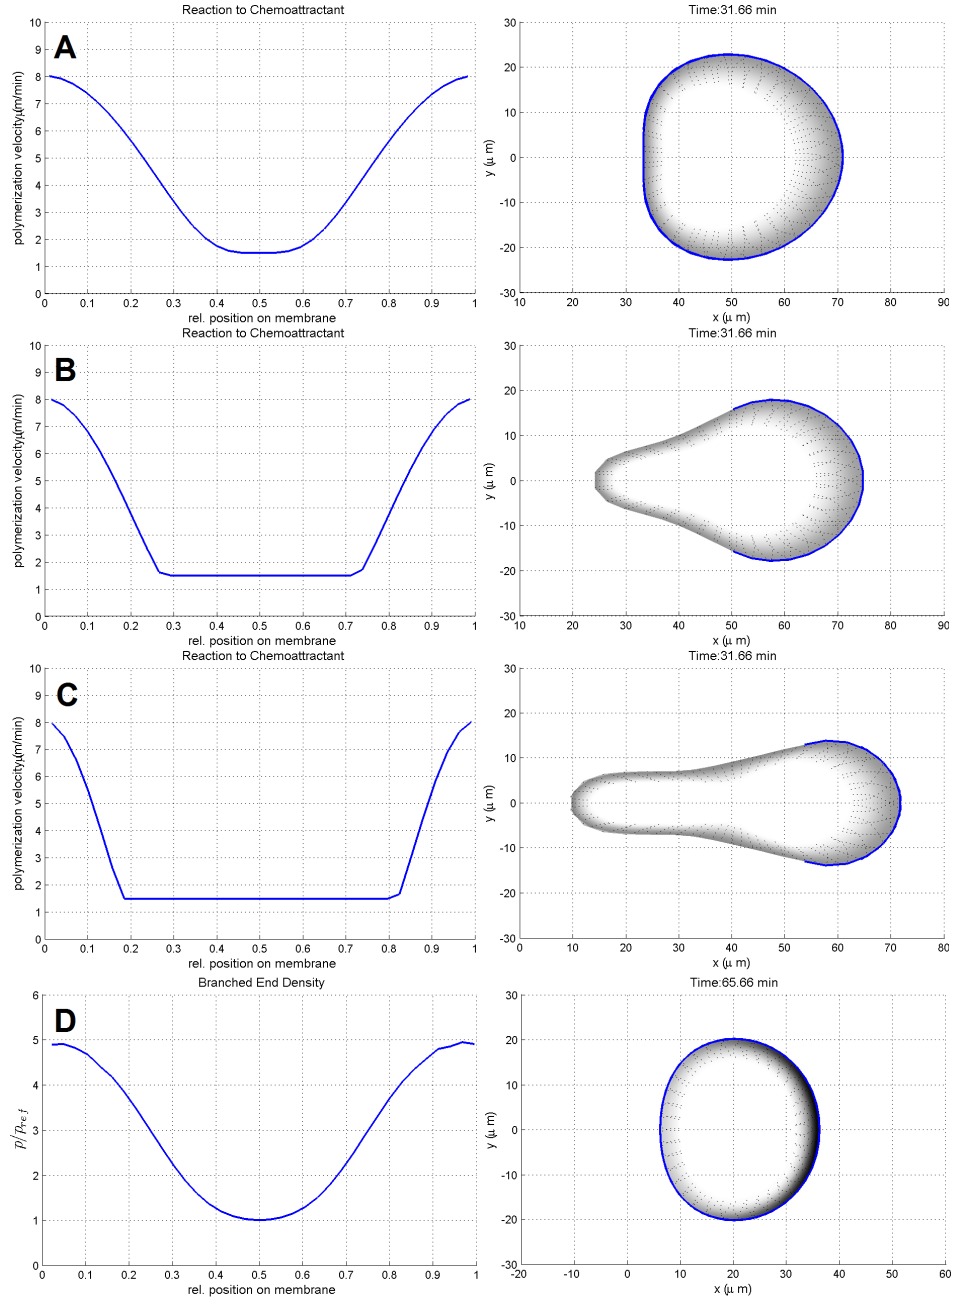 Reaction to Chemoattractant
A
10
9
8
7
6
5
4
3
2
1
0
polymerization velocity μ(m/min)
0 0.1 0.2 0.3 0.4 0.5 0.6 0.7 0.8 0.9 1
rel. position on membrane
Time:31.66 min
30
20
10
0
-10
-20
-30
y (μ m)
10 20 30 40 50 60 70 80 90
x (μ m)
Reaction to Chemoattractant
B
10
9
8
7
6
5
4
3
2
1
0
polymerization velocity μ(m/min)
0 0.1 0.2 0.3 0.4 0.5 0.6 0.7 0.8 0.9 1
rel. position on membrane
Time:31.66 min
30
20
10
0
-10
-20
-30
y (μ m)
10 10 20 30 40 50 60 70 80
x (μ m)
Reaction to Chemoattractant
C
10
9
8
7
6
5
4
3
2
1
0
polymerization velocity μ(m/min)
0 0.1 0.2 0.3 0.4 0.5 0.6 0.7 0.8 0.9 1
rel. position on membrane
Time:31.66 min
30
20
10
0
-10
-20
-30
y (μ m)
0 10 20 30 40 50 60 70 80
x (μ m)
Branched End Density
D
6
5
4
3
2
1
0
p/p_ref
0 0.1 0.2 0.3 0.4 0.5 0.6 0.7 0.8 0.9 1
rel. position on membrane
Time:65.66 min
30
20
10
0
-10
-20
-30
y (μ m)
-20 -10 0 10 20 30 40 50 60
x (μ m)